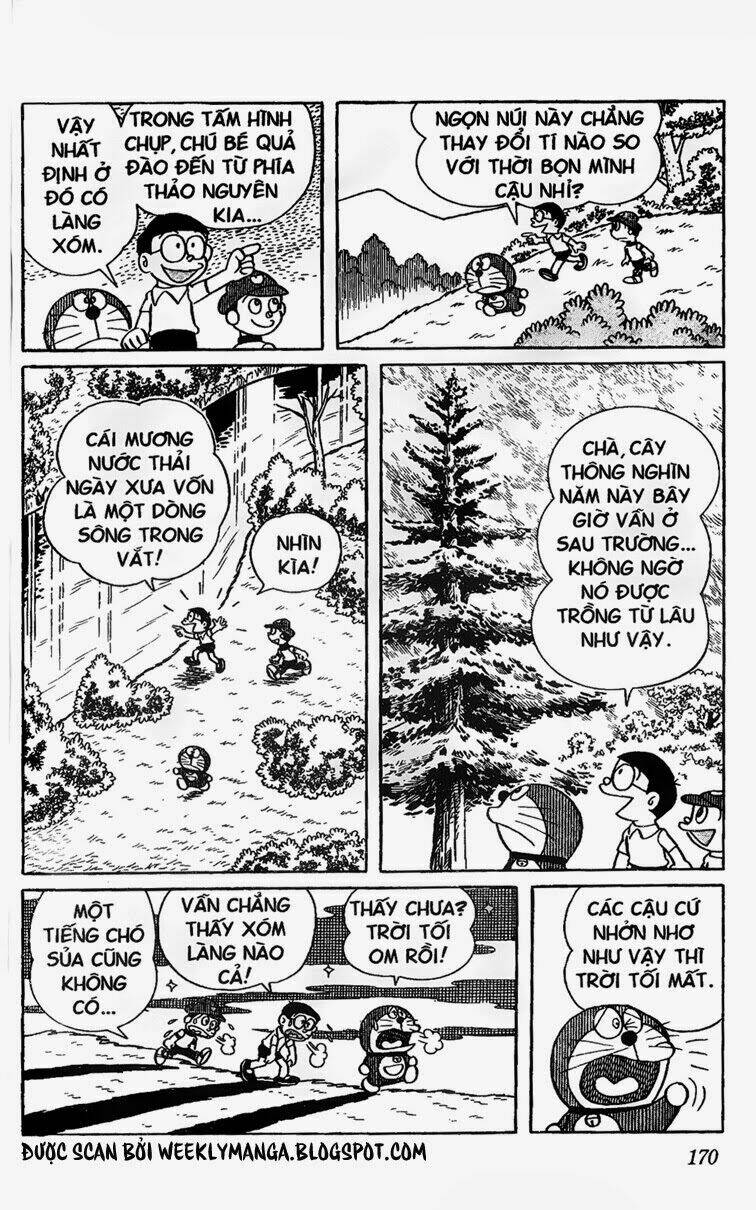 VẬY
NHẤT
ĐỊNH Ở
ĐÓ CÓ
LÀNG
XÓM.
TRONG TẤM HÌNH
CHỤP, CHÚ BÉ QUẢ
ĐÀO ĐẾN TỪ PHÍA
THẢO NGUYÊN
KIA...
NGỌN NÚI NÀY CHẲNG
THAY ĐỔI TÍ NÀO SO
VỚI THỜI BỌN MÌNH
CẬU NHỈ?
CÁI MƯƠNG
NƯỚC THẢI
NGÀY XƯA VỐN
LÀ MỘT DÒNG
SÔNG TRONG
VẮT!
NHÌN
KÌA!
CHÀ, CÂY
THÔNG NGHÌN
NĂM NÀY BÂY
GIỜ VẪN Ở
SAU TRƯỜNG...
KHÔNG NGỜ
NÓ ĐƯỢC
TRỒNG TỪ LÂU
NHƯ VẬY.
MỘT
TIẾNG CHÓ
SỦA CŨNG
KHÔNG
CÓ...
VẪN CHẲNG
THẤY XÓM
LÀNG NÀO
CẢ!
THẤY CHƯA?
TRỜI TỐI
OM RỒI!
CÁC CẬU CỨ
NHỞN NHƠ
NHƯ VẬY THÌ
TRỜI TỐI MẤT.
ĐƯỢC SCAN BỞI WEEKLYMANGA.BLOGSPOT.COM
170